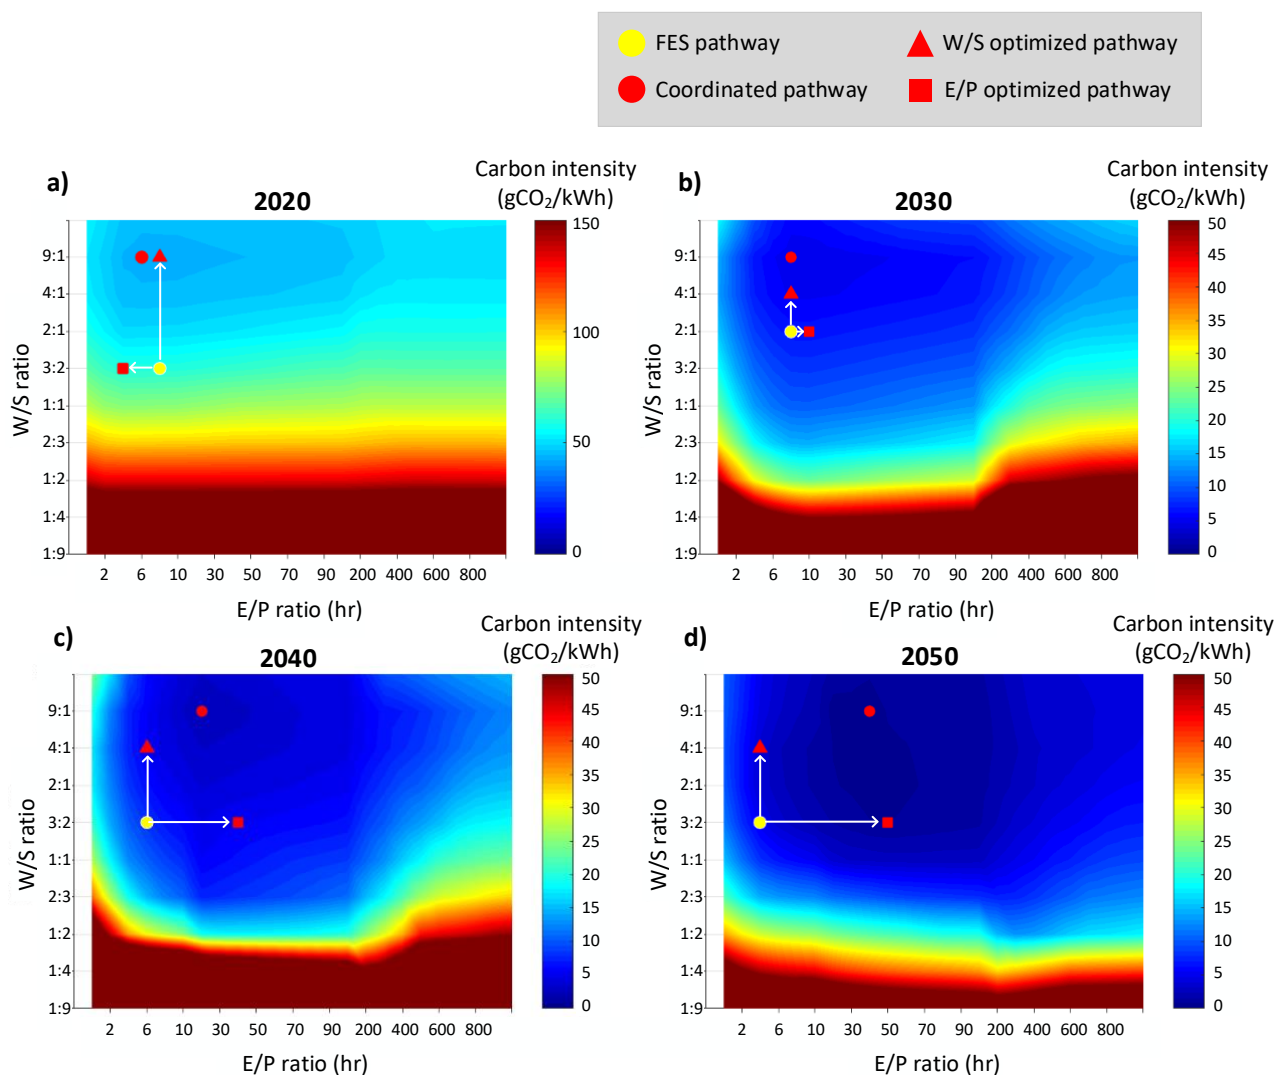 FES pathway
W/S optimized pathway
Coordinated pathway
E/P optimized pathway
a)
2020
Carbon intensity
(gCO₂/kWh)
9:1
4:1
2:1
3:2
1:1
2:3
1:2
1:4
1:9
W/S ratio
2 6 10 30 50 70 90 200 400 600 800
E/P ratio (hr)
150
100
50
0
b)
2030
Carbon intensity
(gCO₂/kWh)
9:1
4:1
2:1
3:2
1:1
2:3
1:2
1:4
1:9
W/S ratio
2 6 10 30 50 70 90 200 400 600 800
E/P ratio (hr)
50
45
40
35
30
25
20
15
10
5
0
c)
2040
Carbon intensity
(gCO₂/kWh)
9:1
4:1
2:1
3:2
1:1
2:3
1:2
1:4
1:9
W/S ratio
2 6 10 30 50 70 90 200 400 600 800
E/P ratio (hr)
50
45
40
35
30
25
20
15
10
5
0
d)
2050
Carbon intensity
(gCO₂/kWh)
9:1
4:1
2:1
3:2
1:1
2:3
1:2
1:4
1:9
W/S ratio
2 6 10 30 50 70 90 200 400 600 800
E/P ratio (hr)
50
45
40
35
30
25
20
15
10
5
0